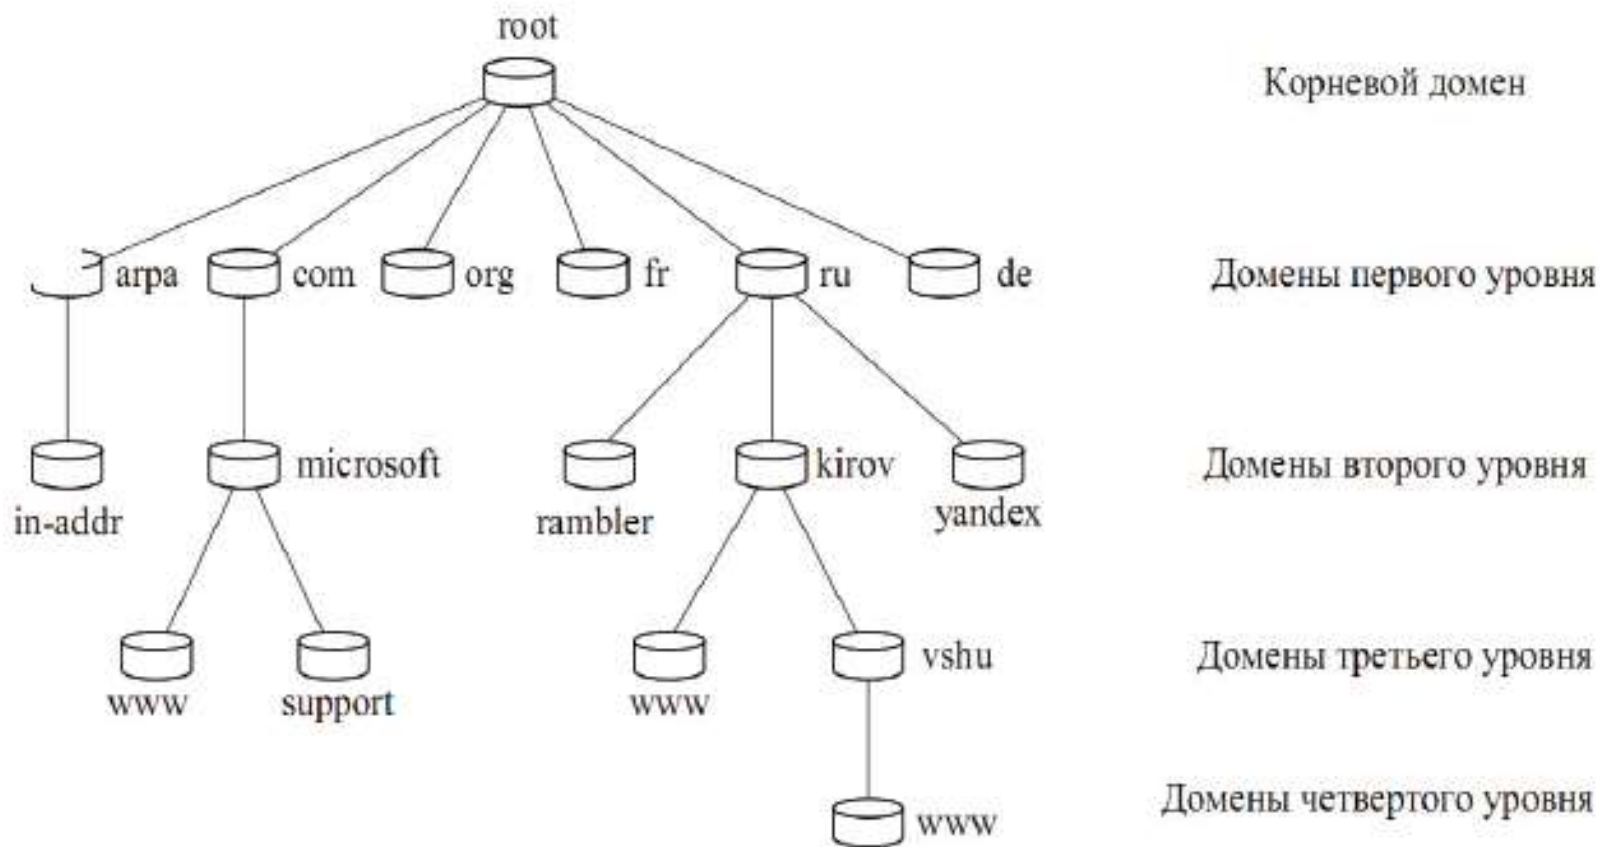 root
Корневой домен
arpa
com
org
fr
ru
de
Домены первого уровня
in-addr
microsoft
rambler
kirov
yandex
Домены второго уровня
www
support
www
vshu
Домены третьего уровня
www
Домены четвертого уровня